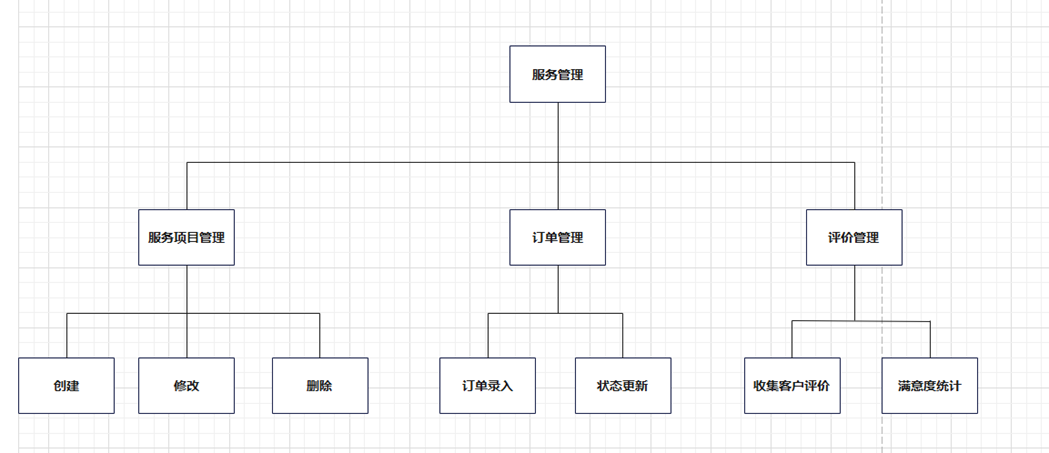 服务管理
服务项目管理
订单管理
评价管理
创建
修改
删除
订单录入
状态更新
收集客户评价
满意度统计